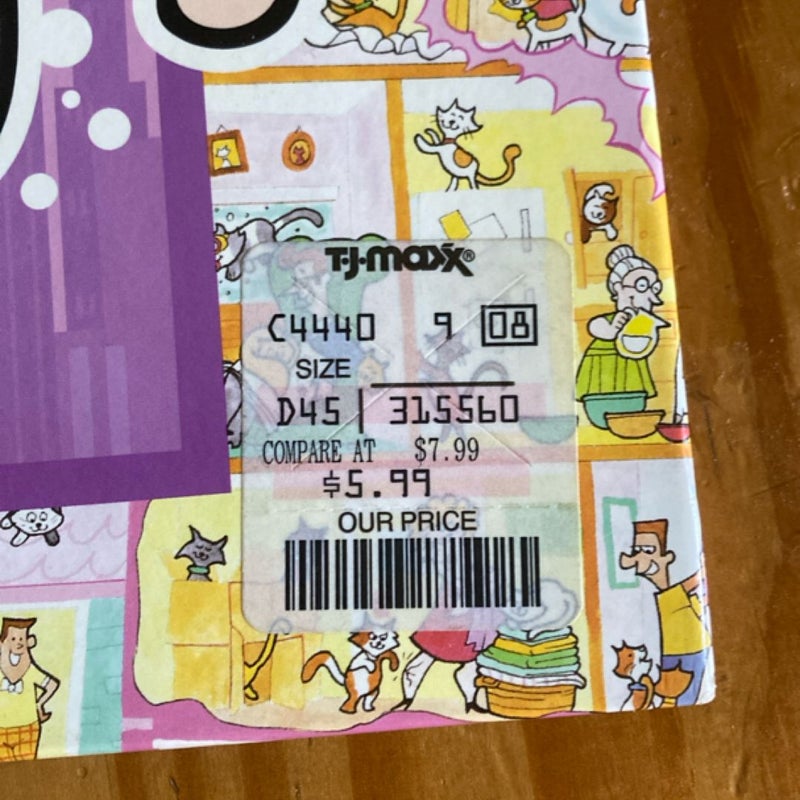 T·J·maxx®
C4440 9 08
SIZE
D45 | 315560
COMPARE AT $7.99
$5.99
OUR PRICE